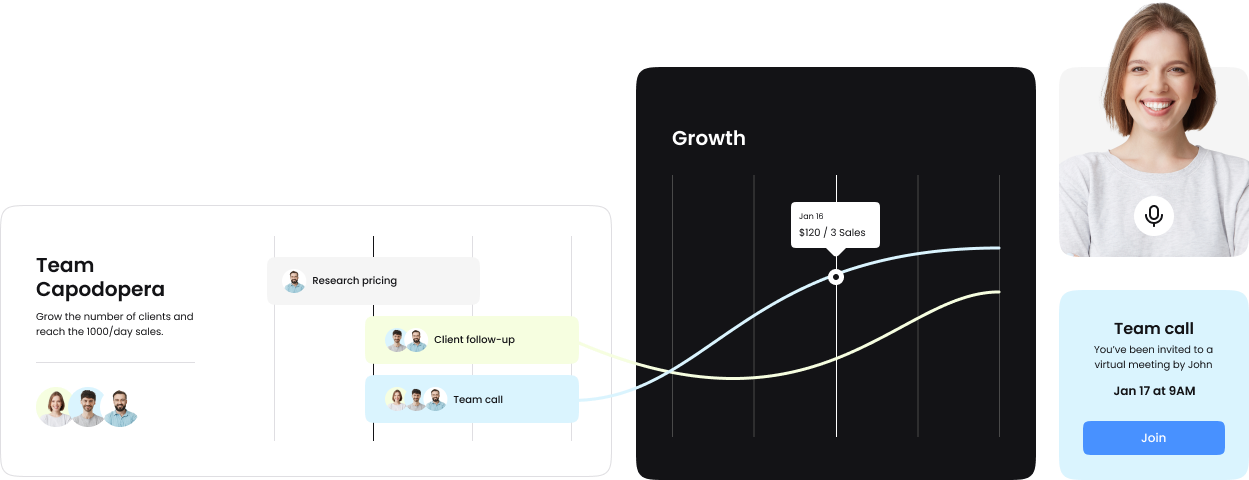 Team
Capodopera
Grow the number of clients and
reach the 1000/day sales.
Research pricing
Client follow-up
Team call
Growth
Jan 16
$120 / 3 Sales
Team call
You've been invited to a
virtual meeting by John
Jan 17 at 9AM
Join